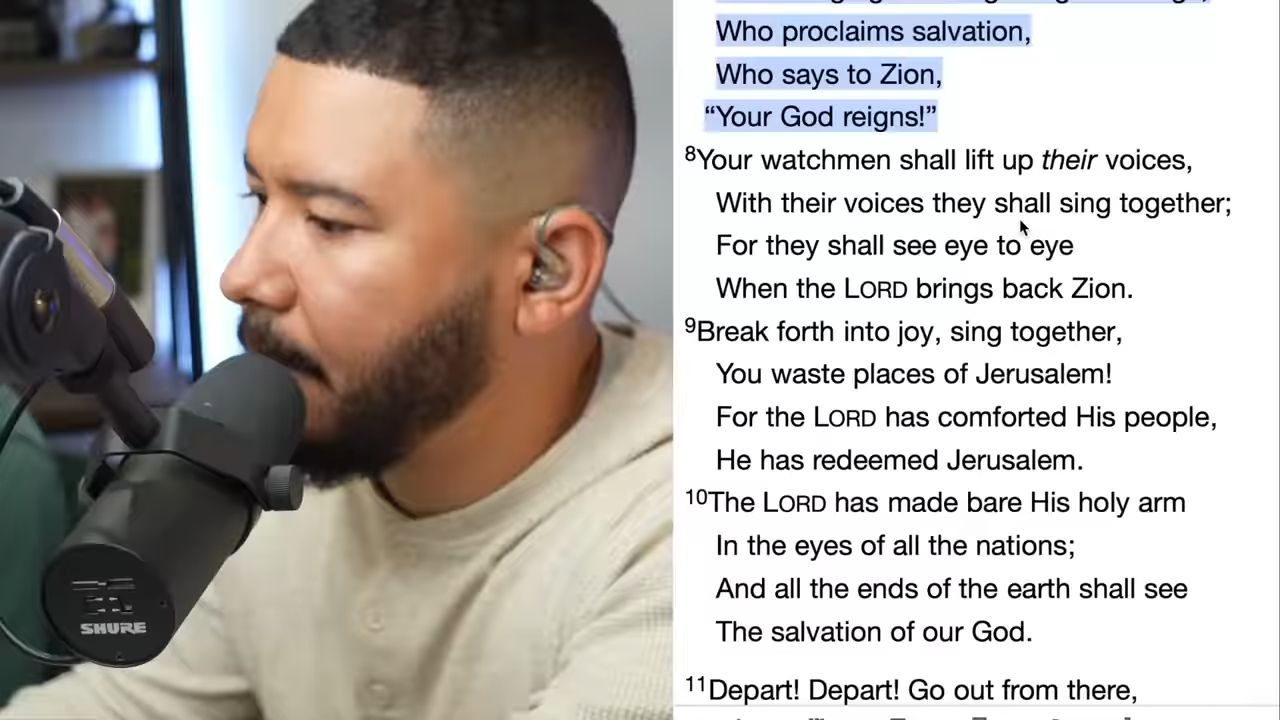 Who proclaims salvation,
Who says to Zion,
“Your God reigns!”
8Your watchmen shall lift up their voices,
With their voices they shall sing together;
For they shall see eye to eye
When the LORD brings back Zion.
9Break forth into joy, sing together,
You waste places of Jerusalem!
For the LORD has comforted His people,
He has redeemed Jerusalem.
10The LORD has made bare His holy arm
In the eyes of all the nations;
And all the ends of the earth shall see
The salvation of our God.
11Depart! Depart! Go out from there,
SHURE